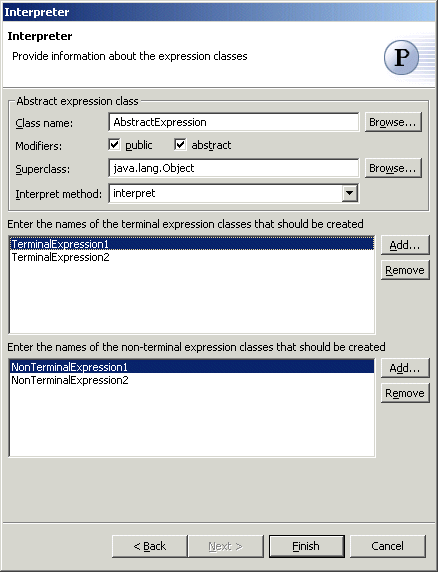 Interpreter
Interpreter
Provide information about the expression classes
P
Abstract expression class
Class name: AbstractExpression Browse...
Modifiers: public abstract
Superclass: java.lang.Object Browse...
Interpret method: interpret
Enter the names of the terminal expression classes that should be created
TerminalExpression1 Add...
TerminalExpression2
Remove
Enter the names of the non-terminal expression classes that should be created
NonTerminalExpression1 Add...
NonTerminalExpression2
Remove
< Back Next > Finish Cancel